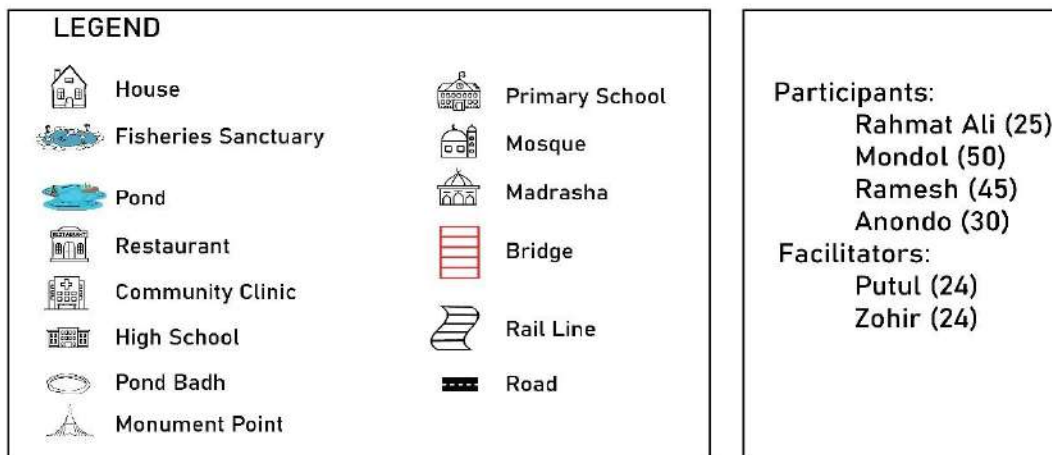 LEGEND
House
Fisheries Sanctuary
Pond
RESTAURANT
Restaurant
Community Clinic
High School
Pond Badh
Monument Point
Primary School
Mosque
Madrasha
Bridge
Rail Line
Road
Participants:
Rahmat Ali (25)
Mondol (50)
Ramesh (45)
Anondo (30)
Facilitators:
Putul (24)
Zohir (24)